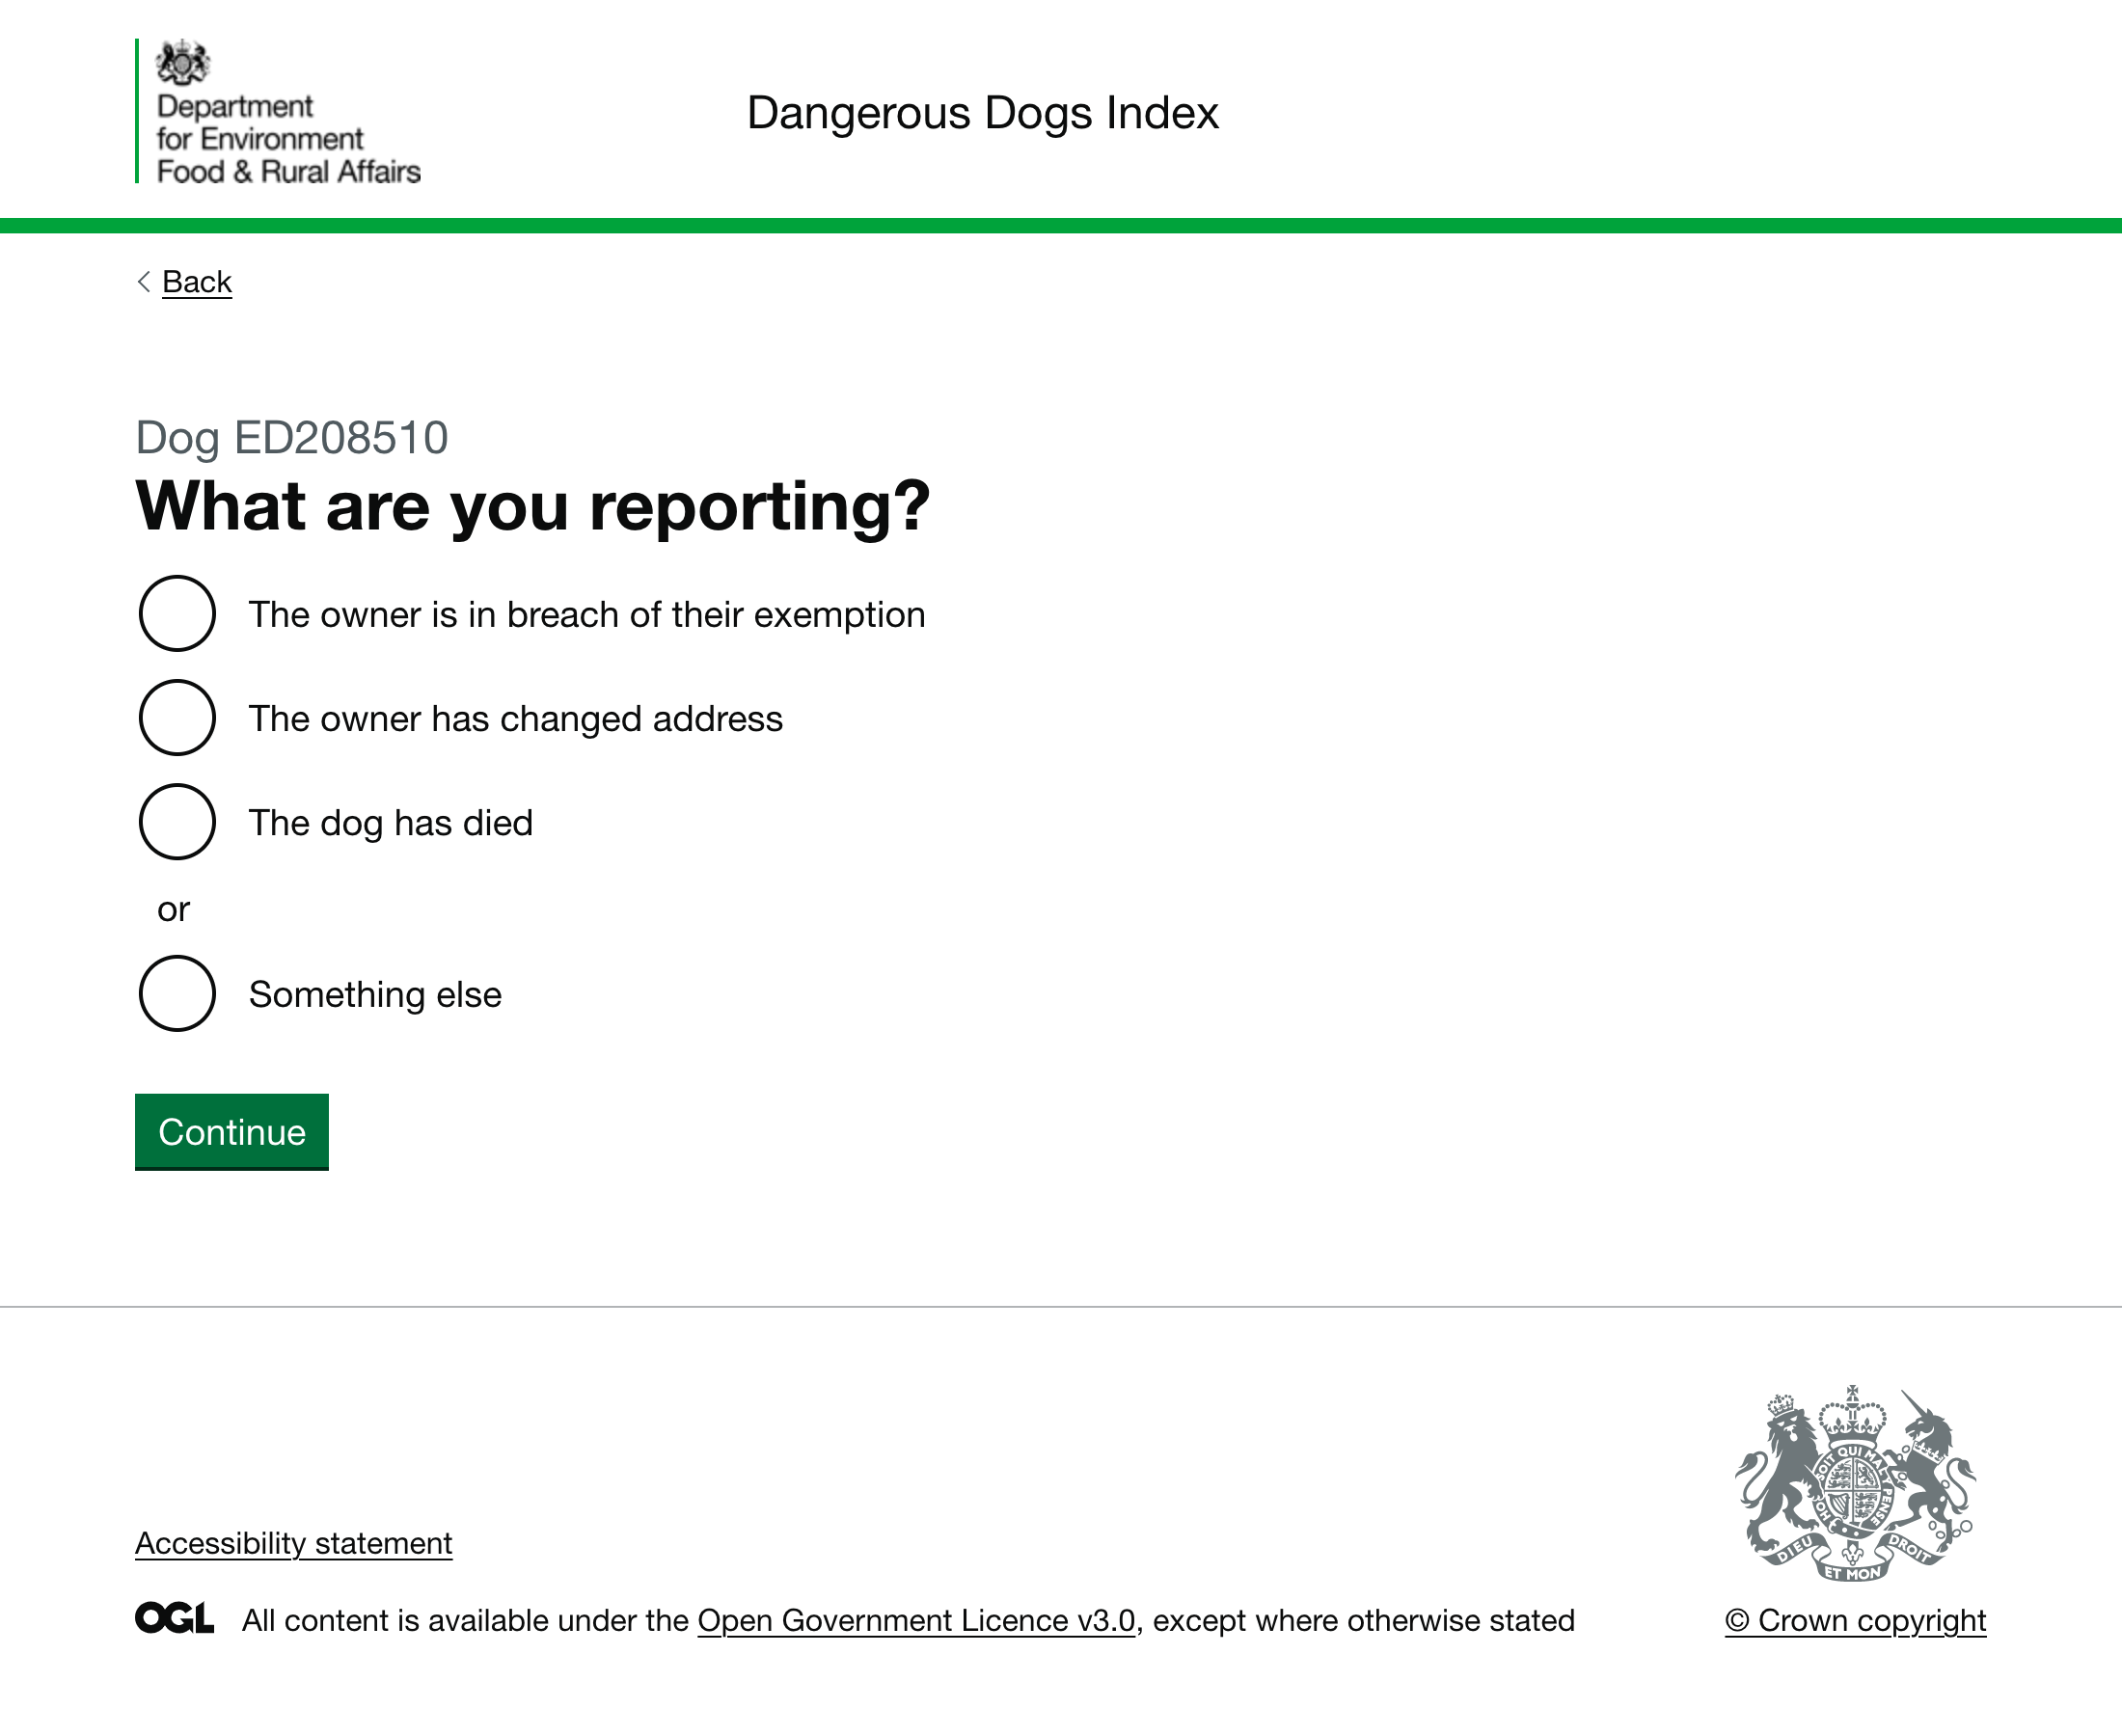 Department
for Environment
Food & Rural Affairs
Dangerous Dogs Index
Back
Dog ED208510
What are you reporting?
The owner is in breach of their exemption
The owner has changed address
The dog has died
or
Something else
Continue
Accessibility statement
OGL All content is available under the Open Government Licence v3.0, except where otherwise stated
SOIT QUI MAL Y PENSE
DIEU ET MON DROIT
© Crown copyright